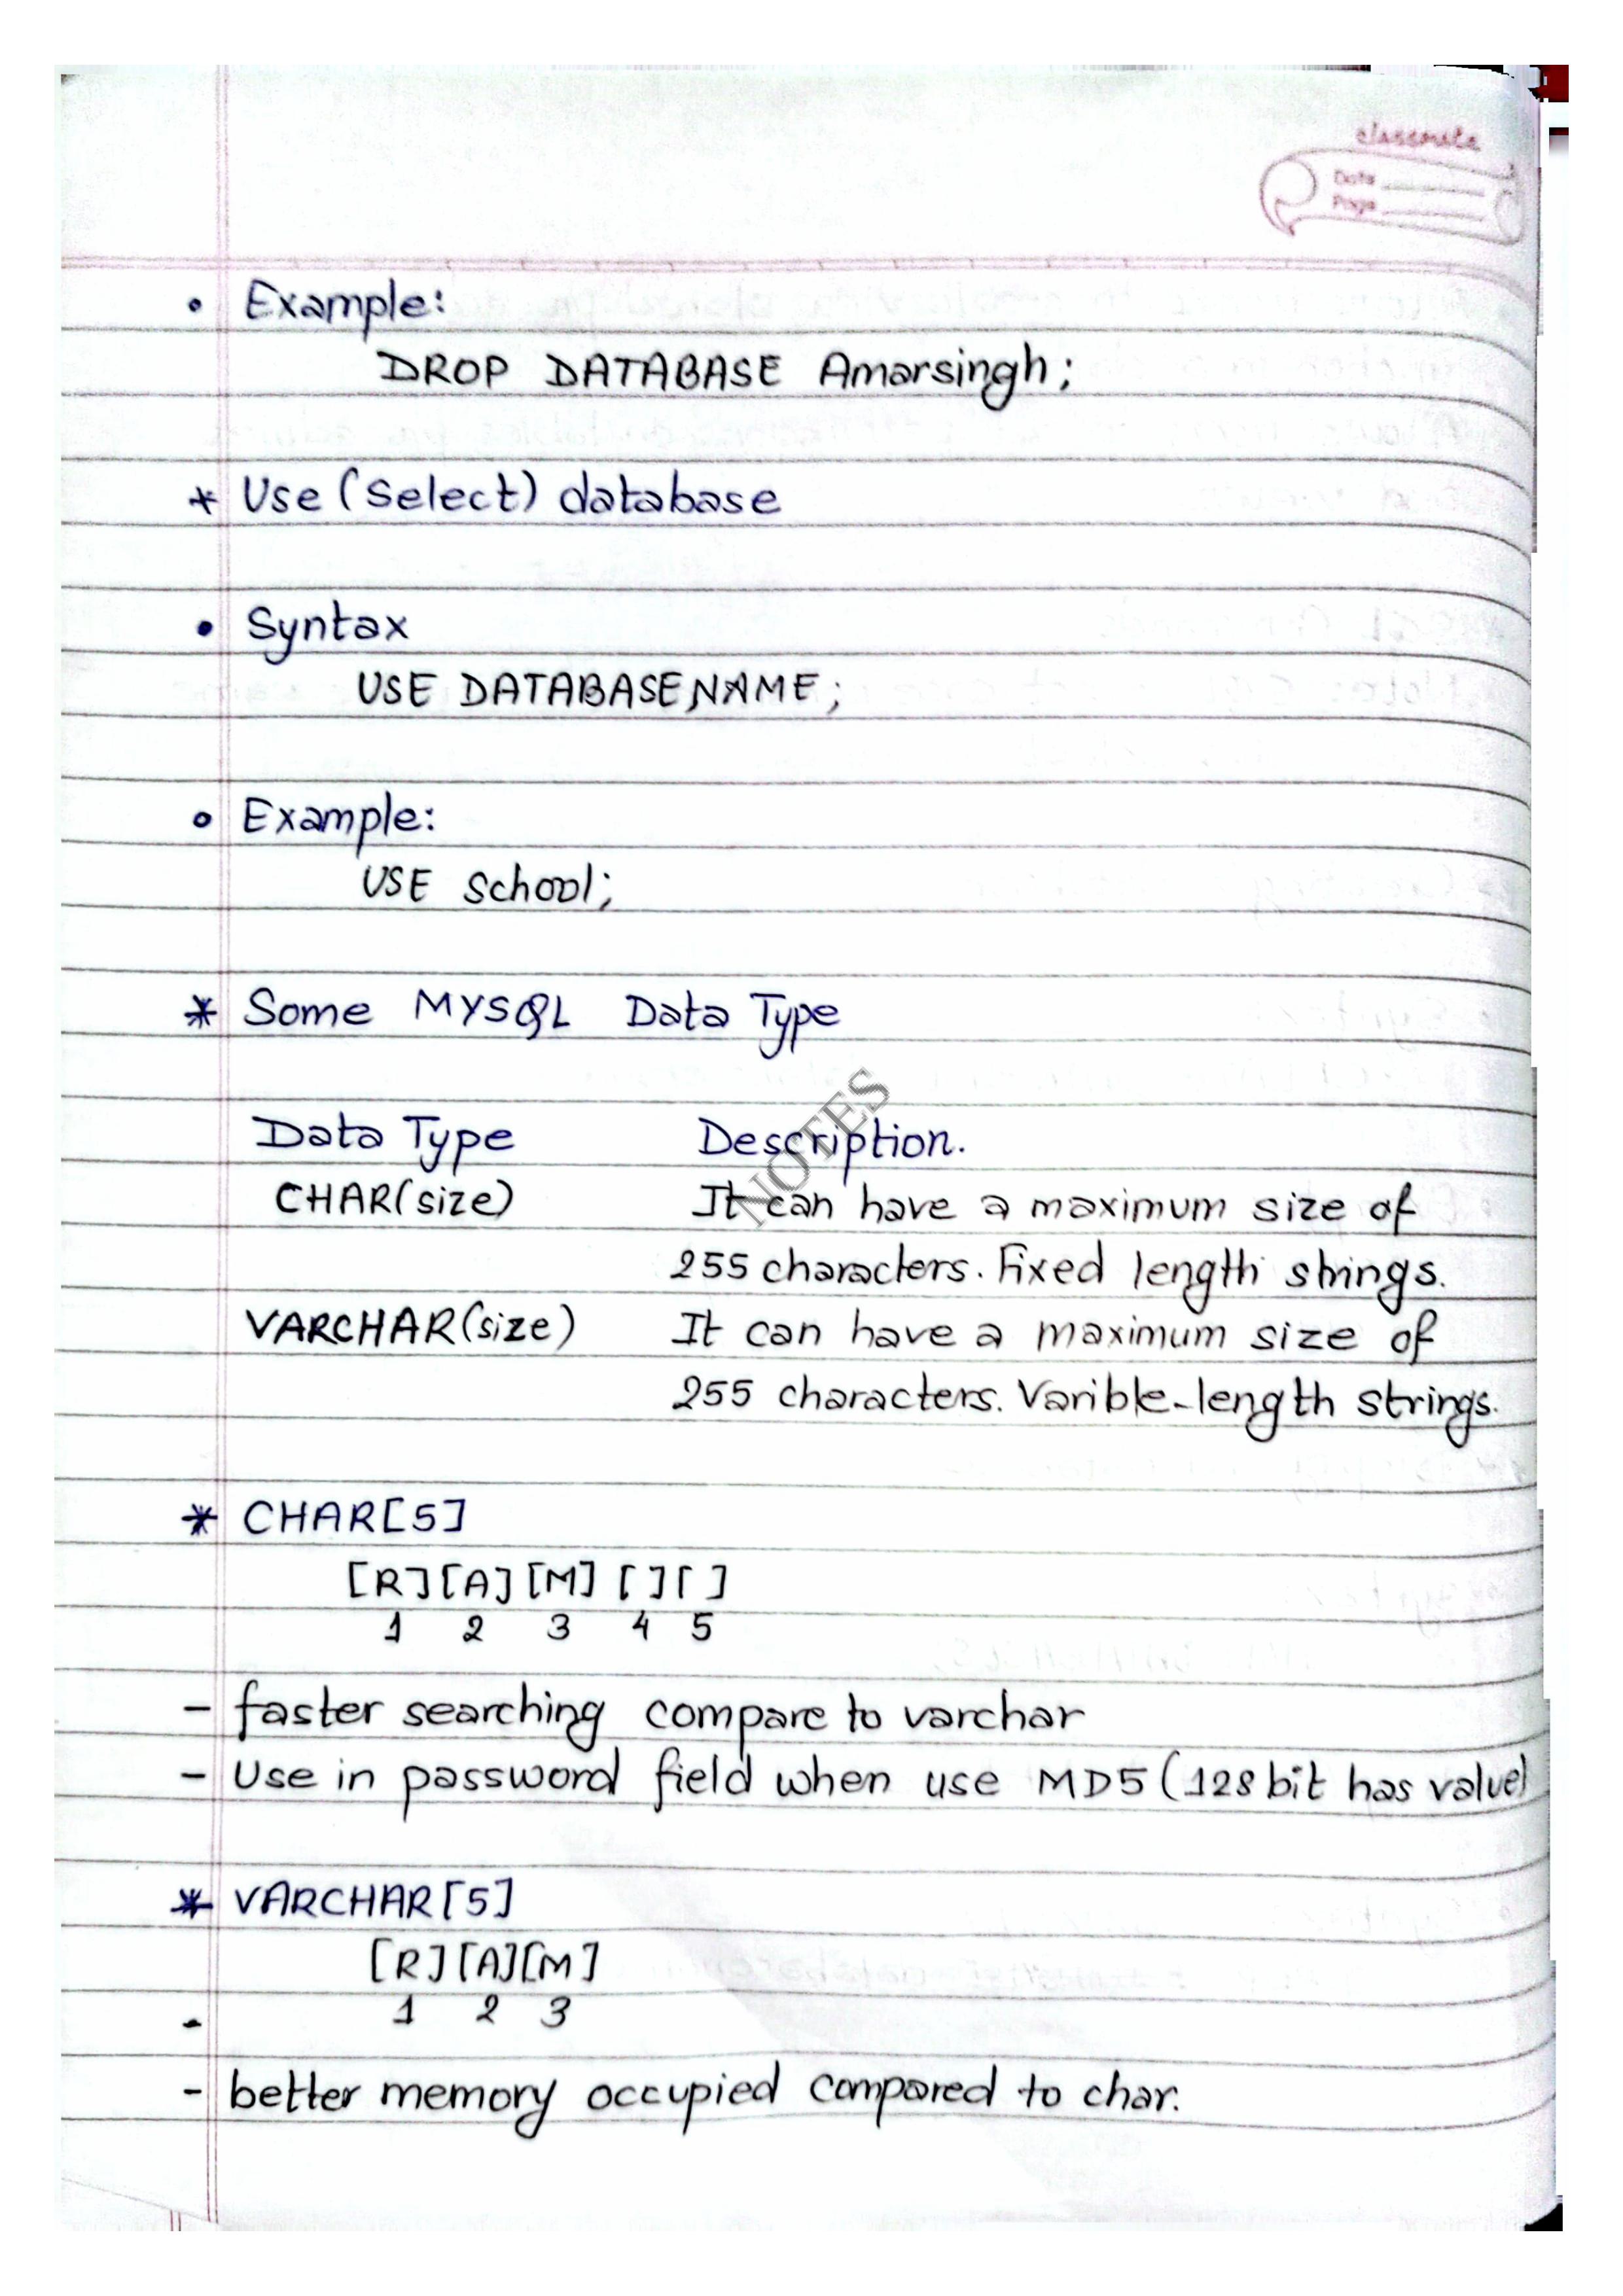 classmate
Date
Page
• Example:
DROP DATABASE Amarsingh;
* Use (Select) database
• Syntax
USE DATABASENAME;
• Example:
USE School;
* Some MYSQL Data Type
NOTES
Data Type Description.
CHAR(size) It can have a maximum size of
255 characters. Fixed length strings.
VARCHAR(size) It can have a maximum size of
255 characters. Varible-length strings.
* CHAR[5]
[R][A][M][ ][ ]
1 2 3 4 5
- faster searching compare to varchar
- Use in password field when use MD5 (128 bit has value)
* VARCHAR[5]
[R][A][M]
- 1 2 3
- better memory occupied compared to char.